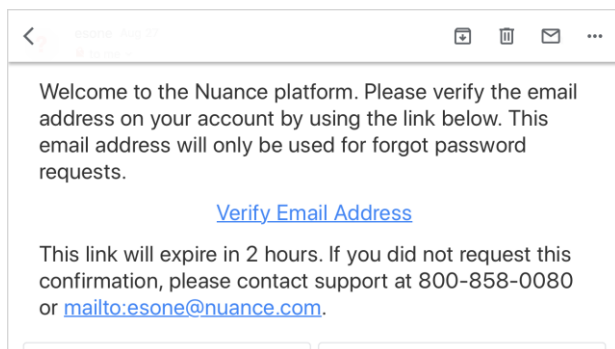 esone Aug 27
Welcome to the Nuance platform. Please verify the email
address on your account by using the link below. This
email address will only be used for forgot password
requests.
Verify Email Address
This link will expire in 2 hours. If you did not request this
confirmation, please contact support at 800-858-0080
or mailto:esone@nuance.com.